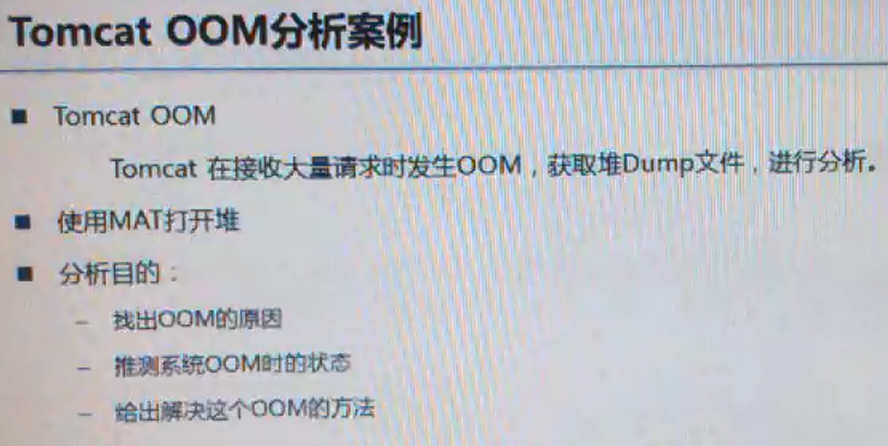 Tomcat OOM分析案例
■ Tomcat OOM
Tomcat 在接收大量请求时发生OOM，获取堆Dump文件，进行分析。
■ 使用MAT打开堆
■ 分析目的：
– 找出OOM的原因
– 推测系统OOM时的状态
– 给出解决这个OOM的方法